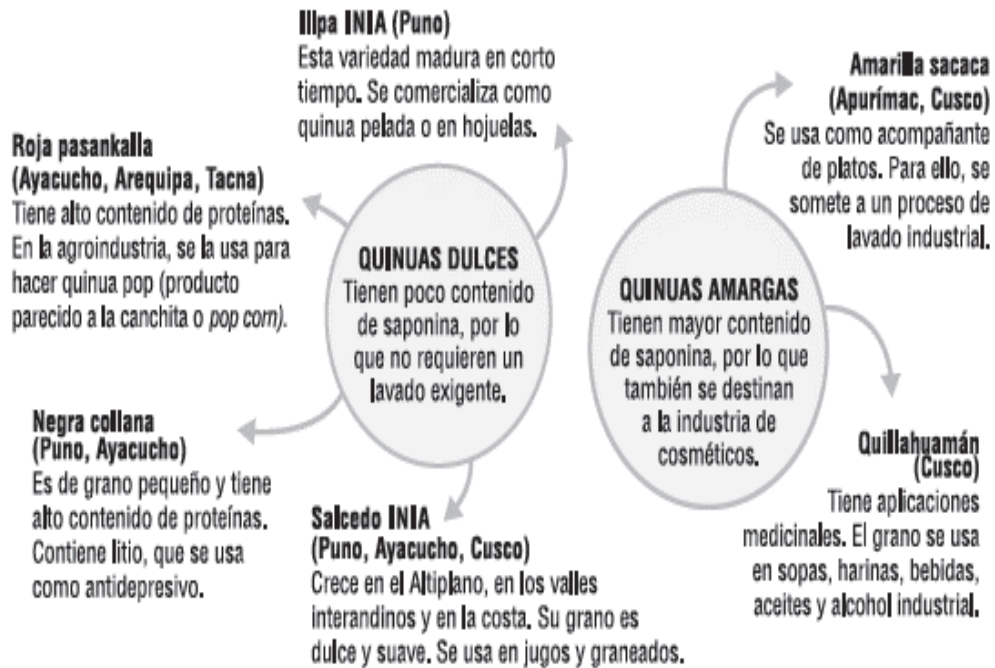 Illpa INIA (Puno)
Esta variedad madura en corto
tiempo. Se comercializa como
quinua pelada o en hojuelas.
Roja pasankalla
(Ayacucho, Arequipa, Tacna)
Tiene alto contenido de proteínas.
En la agroindustria, se la usa para
hacer quinua pop (producto
parecido a la canchita o pop corn).
Negra collana
(Puno, Ayacucho)
Es de grano pequeño y tiene
alto contenido de proteínas.
Contiene litio, que se usa
como antidepresivo.
QUINUAS DULCES
Tienen poco contenido
de saponina, por lo
que no requieren un
lavado exigente.
Salcedo INIA
(Puno, Ayacucho, Cusco)
Crece en el Altiplano, en los valles
interandinos y en la costa. Su grano es
dulce y suave. Se usa en jugos y graneados.
QUINUAS AMARGAS
Tienen mayor contenido
de saponina, por lo que
también se destinan
a la industria de
cosméticos.
Amarilla sacaca
(Apurímac, Cusco)
Se usa como acompañante
de platos. Para ello, se
somete a un proceso de
lavado industrial.
Quillahuamán
(Cusco)
Tiene aplicaciones
medicinales. El grano se usa
en sopas, harinas, bebidas,
aceites y alcohol industrial.